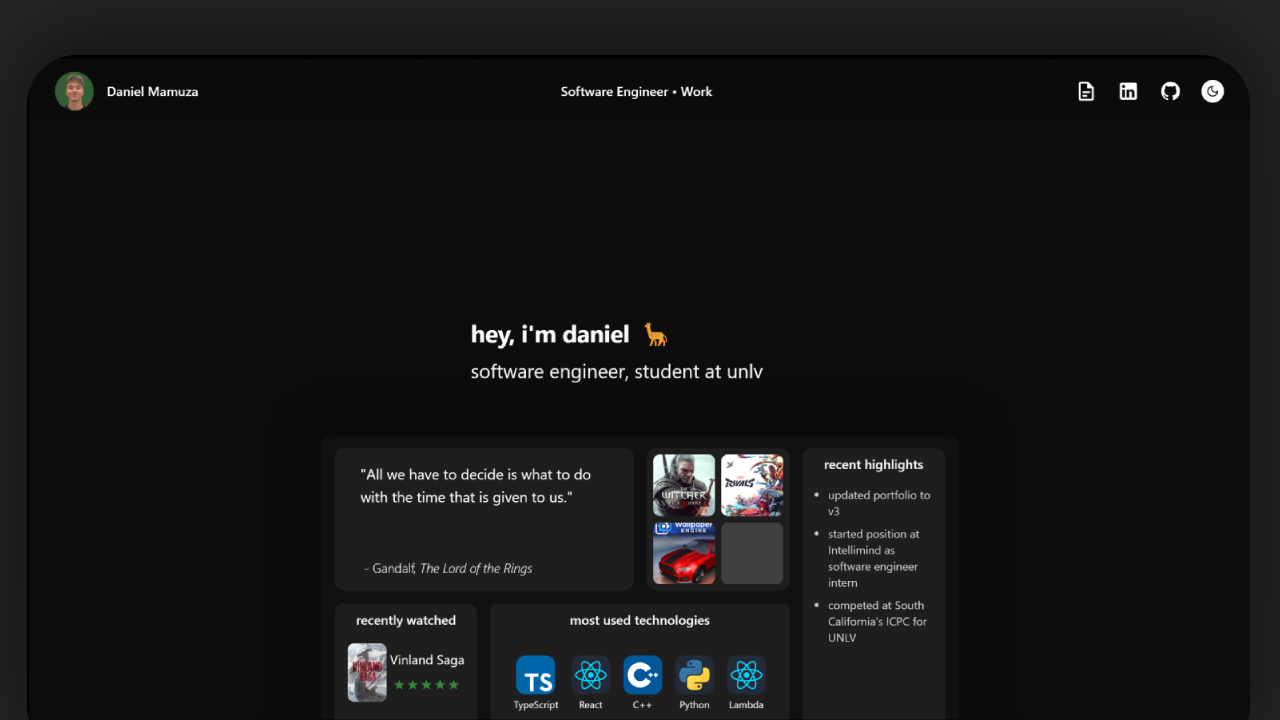 Daniel Mamuza
Software Engineer • Work
hey, i'm daniel
software engineer, student at unlv
"All we have to decide is what to do
with the time that is given to us."
- Gandalf, The Lord of the Rings
THE
WITCHER
RIVALS
WALLPAPER
ENGINE
recent highlights
• updated portfolio to
v3
• started position at
Intellimind as
software engineer
intern
• competed at South
California's ICPC for
UNLV
recently watched
VINLAND
SAGA
Vinland Saga
★★★★★
most used technologies
TS
C++
TypeScript
React
C++
Python
Lambda